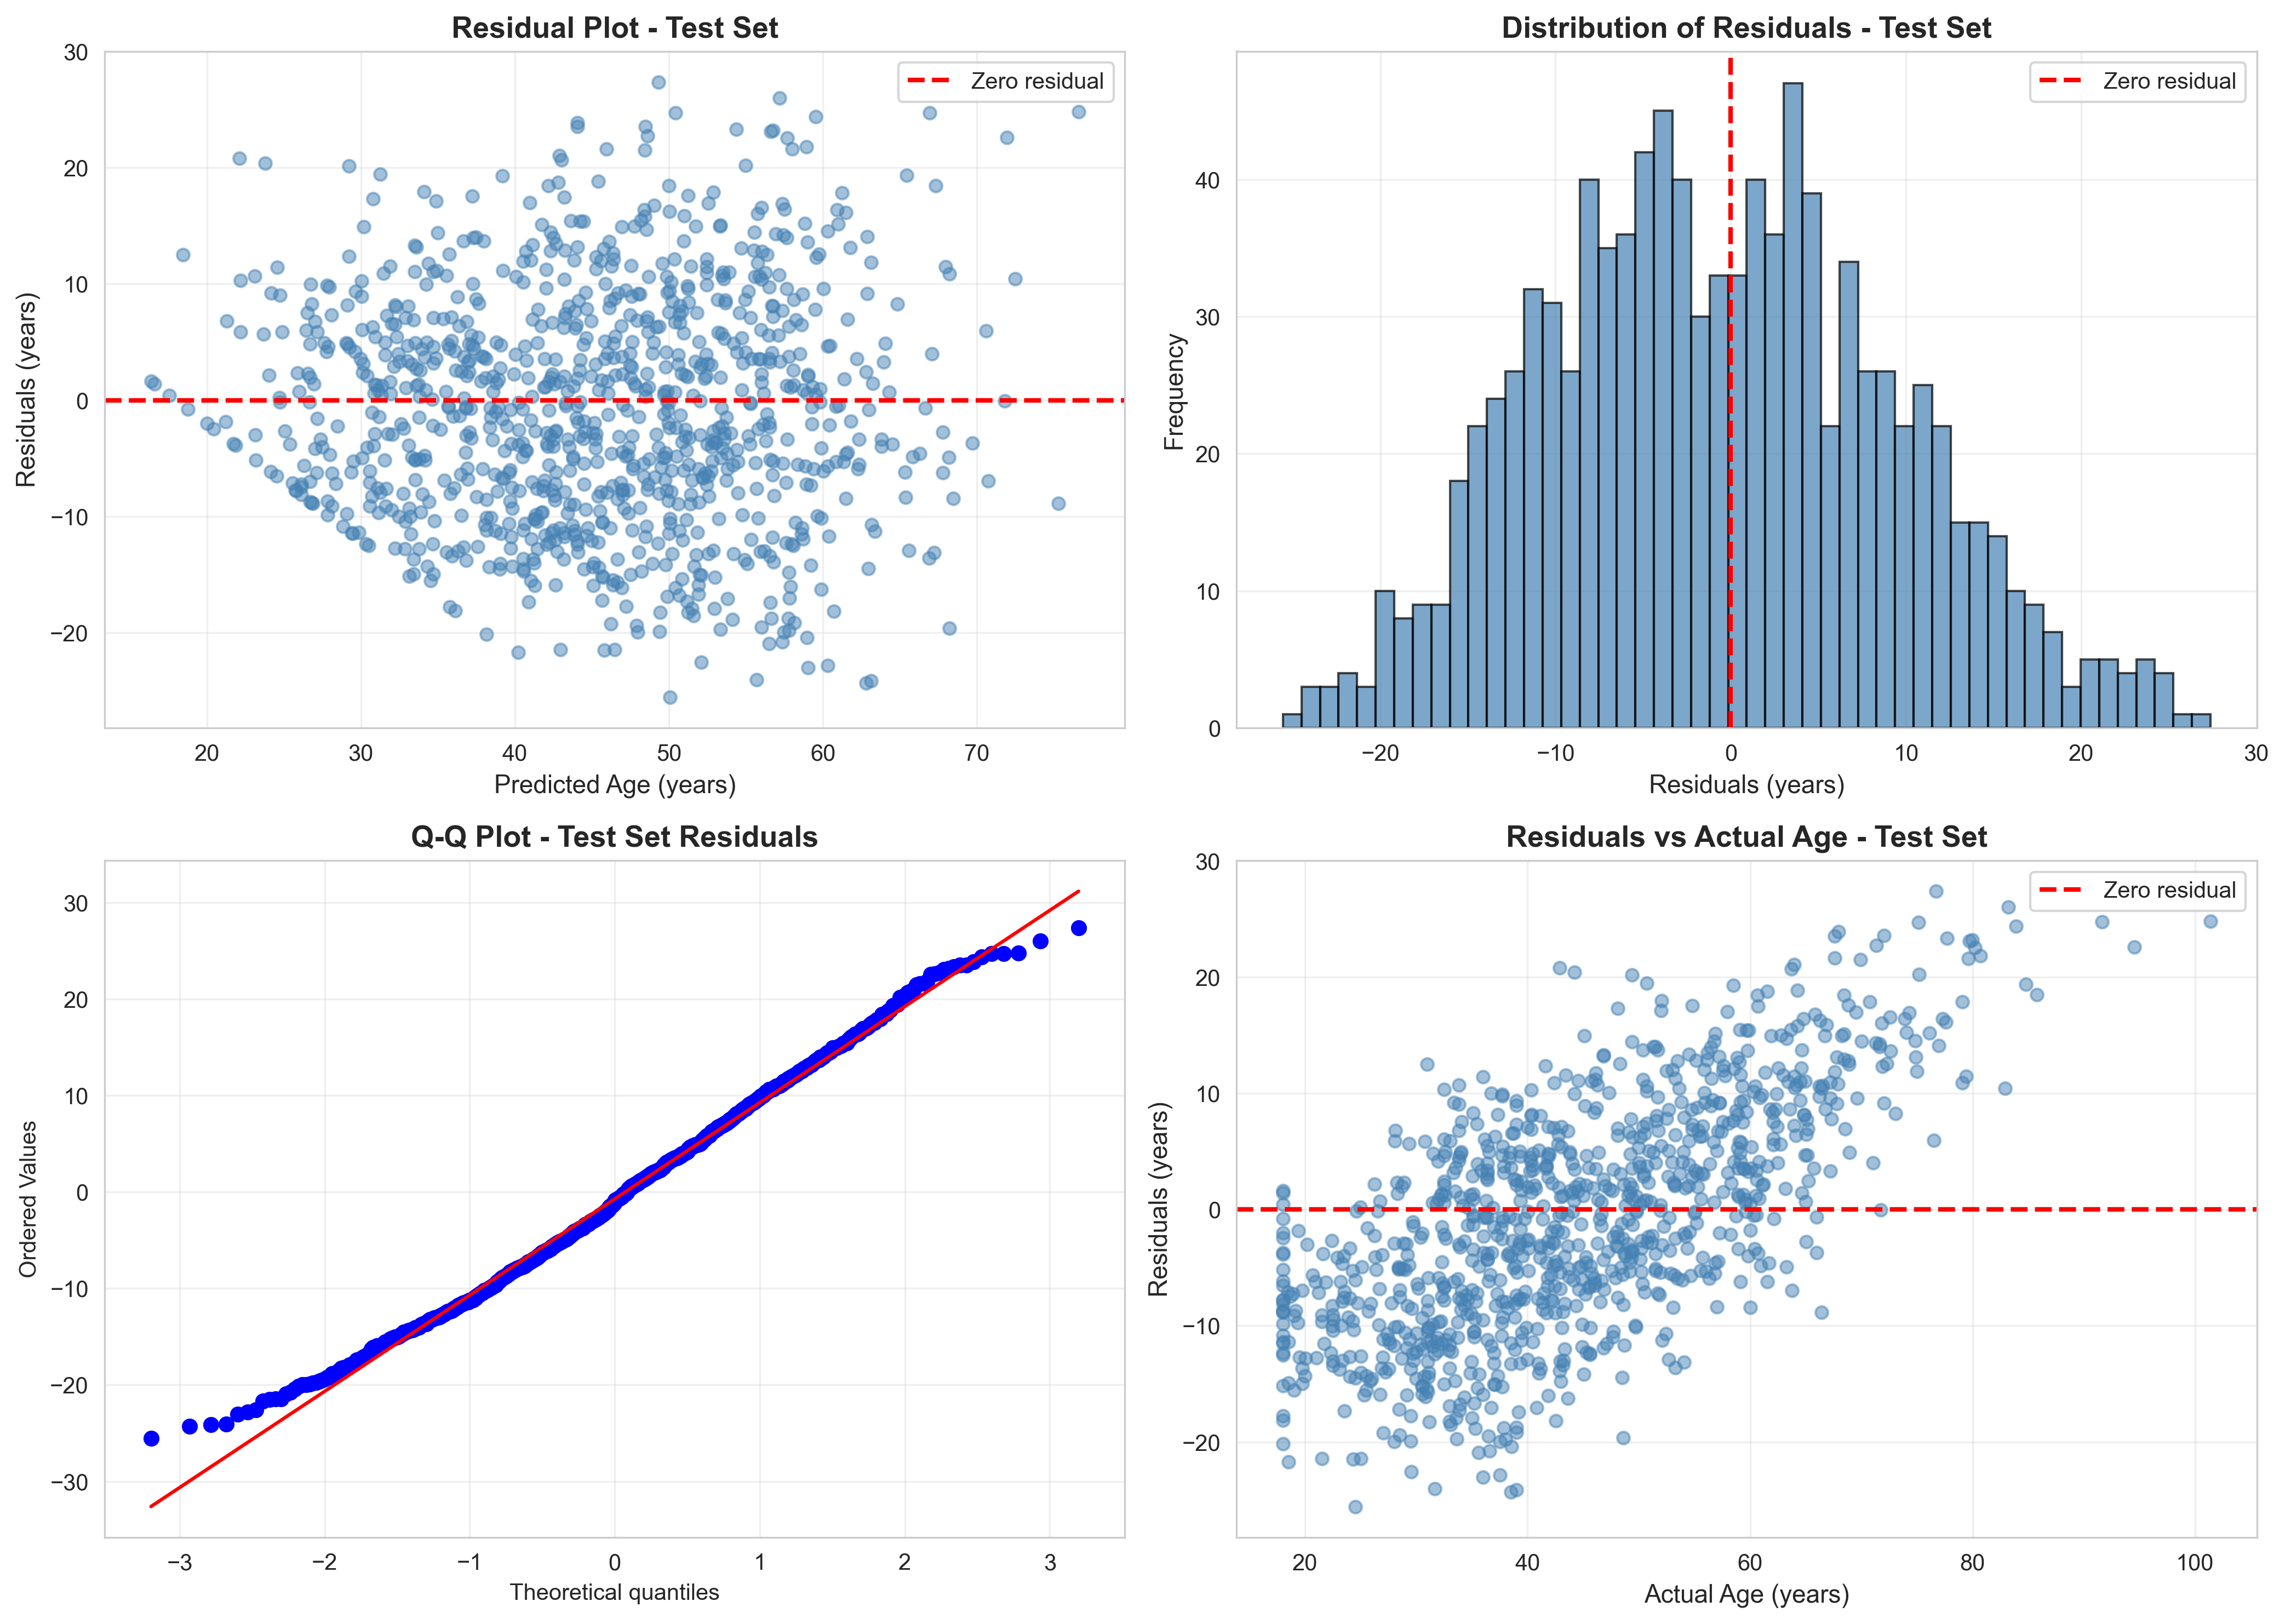 Residual Plot - Test Set
30
20
10
0
−10
−20
Residuals (years)
Zero residual
20 30 40 50 60 70
Predicted Age (years)
Distribution of Residuals - Test Set
40
30
20
10
0
Frequency
Zero residual
−20 −10 0 10 20 30
Residuals (years)
Q-Q Plot - Test Set Residuals
30
20
10
0
−10
−20
−30
Ordered Values
−3 −2 −1 0 1 2 3
Theoretical quantiles
Residuals vs Actual Age - Test Set
30
20
10
0
−10
−20
Residuals (years)
Zero residual
20 40 60 80 100
Actual Age (years)